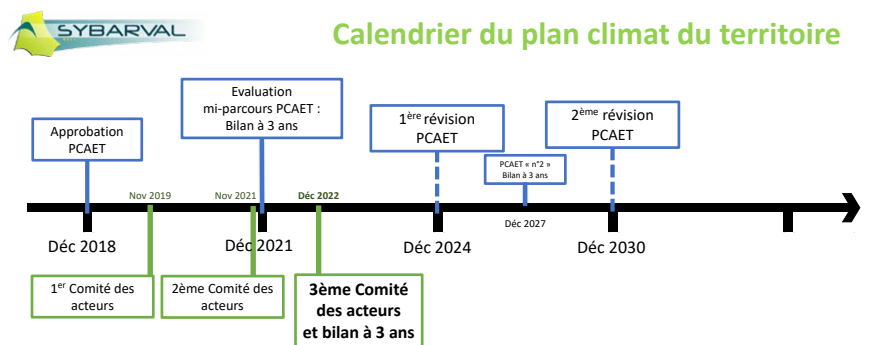 SYBARVAL
Calendrier du plan climat du territoire
Approbation
PCAET
Evaluation
mi-parcours PCAET :
Bilan à 3 ans
1ère révision
PCAET
PCAET « n°2 »
Bilan à 3 ans
2ème révision
PCAET
Nov 2019
Nov 2021
Déc 2022
Déc 2018
Déc 2021
Déc 2024
Déc 2027
Déc 2030
1er Comité des
acteurs
2ème Comité des
acteurs
3ème Comité
des acteurs
et bilan à 3 ans